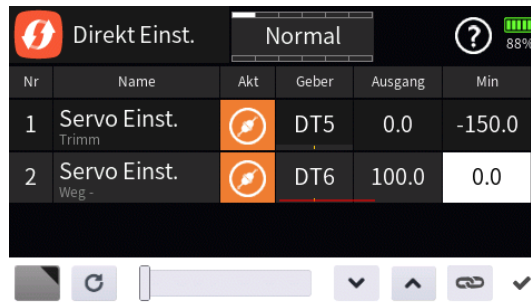 Direkt Einst. Normal ? 88%
Nr Name Akt Geber Ausgang Min
1 Servo Einst. DT5 0.0 -150.0
Trimm
2 Servo Einst. DT6 100.0 0.0
Weg -